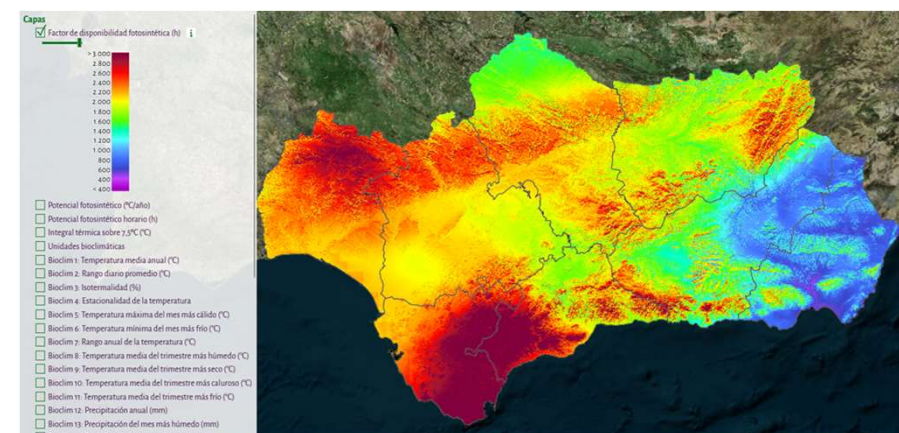 Capas
Factor de disponibilidad fotosintética (h) i
> 3.000
2.800
2.600
2.400
2.200
2.000
1.800
1.600
1.400
1.200
1.000
800
600
400
< 400
Potencial fotosintético (ºC/año)
Potencial fotosintético horario (h)
Integral térmica sobre 7,5ºC (ºC)
Unidades bioclimáticas
Bioclim 1: Temperatura media anual (ºC)
Bioclim 2: Rango diario promedio (ºC)
Bioclim 3: Isotermalidad (%)
Bioclim 4: Estacionalidad de la temperatura
Bioclim 5: Temperatura máxima del mes más cálido (ºC)
Bioclim 6: Temperatura mínima del mes más frío (ºC)
Bioclim 7: Rango anual de la temperatura (ºC)
Bioclim 8: Temperatura media del trimestre más húmedo (ºC)
Bioclim 9: Temperatura media del trimestre más seco (ºC)
Bioclim 10: Temperatura media del trimestre más caluroso (ºC)
Bioclim 11: Temperatura media del trimestre más frío (ºC)
Bioclim 12: Precipitación anual (mm)
Bioclim 13: Precipitación del mes más húmedo (mm)